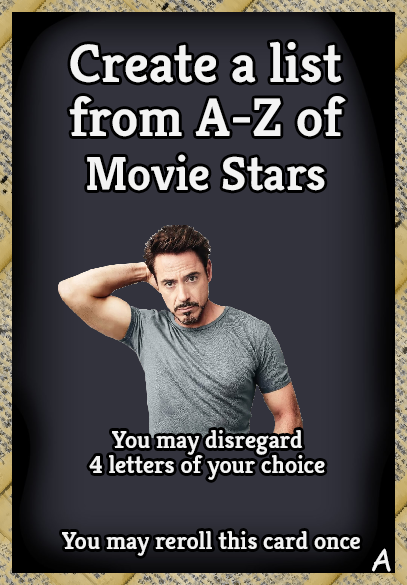 Create a list
from A-Z of
Movie Stars
You may disregard
4 letters of your choice
You may reroll this card once
A